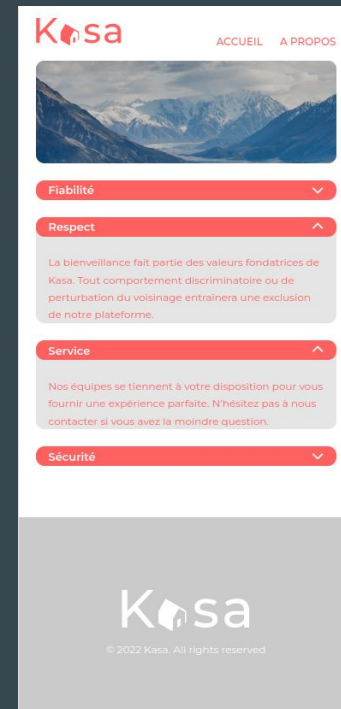 Kasa
ACCUEIL A PROPOS
Fiabilité
Respect
La bienveillance fait partie des valeurs fondatrices de
Kasa. Tout comportement discriminatoire ou de
perturbation du voisinage entraînera une exclusion
de notre plateforme.
Service
Nos équipes se tiennent à votre disposition pour vous
fournir une expérience parfaite. N'hésitez pas à nous
contacter si vous avez la moindre question.
Sécurité
Kasa
© 2022 Kasa. All rights reserved